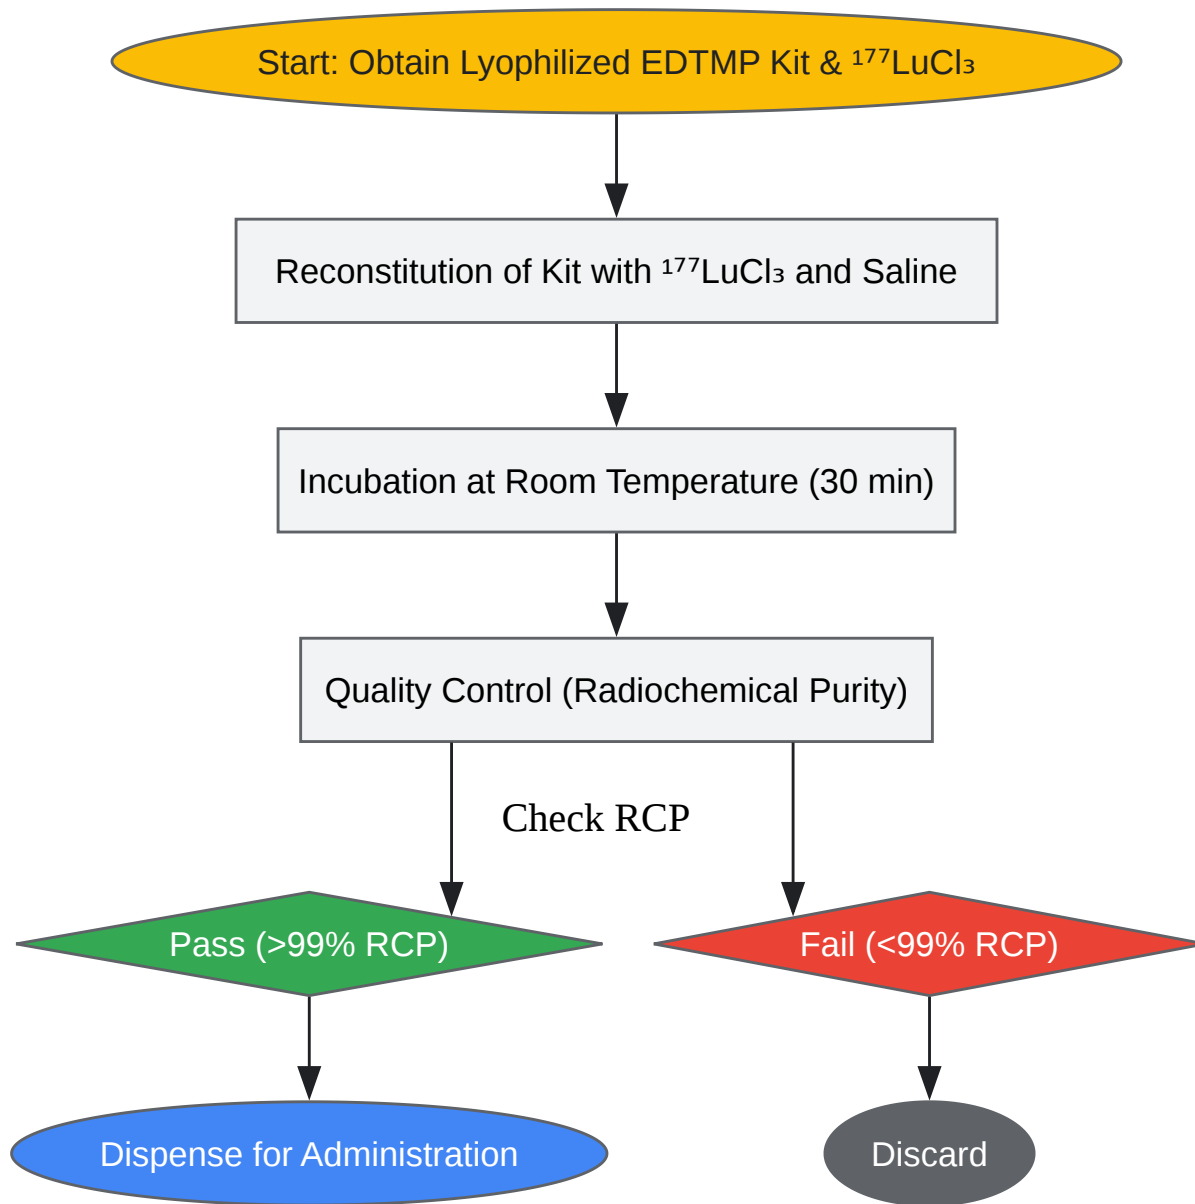 Start: Obtain Lyophilized EDTMP Kit & ¹⁷⁷LuCl₃
Reconstitution of Kit with ¹⁷⁷LuCl₃ and Saline
Incubation at Room Temperature (30 min)
Quality Control (Radiochemical Purity)
Check RCP
Pass (>99% RCP)
Fail (<99% RCP)
Dispense for Administration
Discard